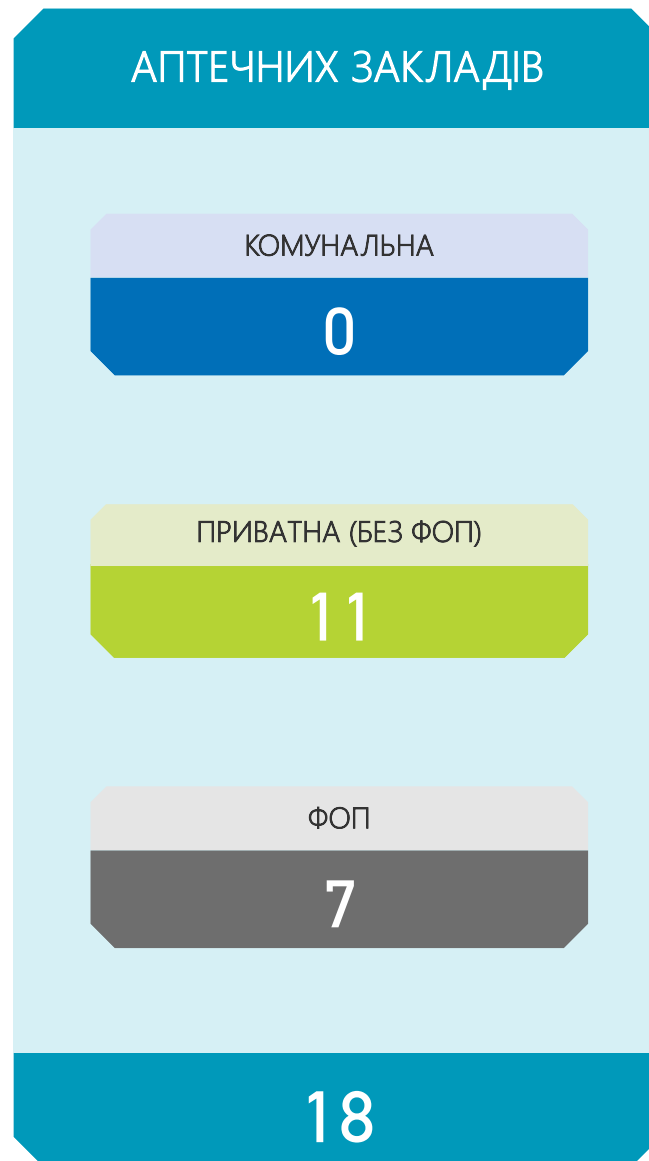 АПТЕЧНИХ ЗАКЛАДІВ
КОМУНАЛЬНА
0
ПРИВАТНА (БЕЗ ФОП)
11
ФОП
7
18